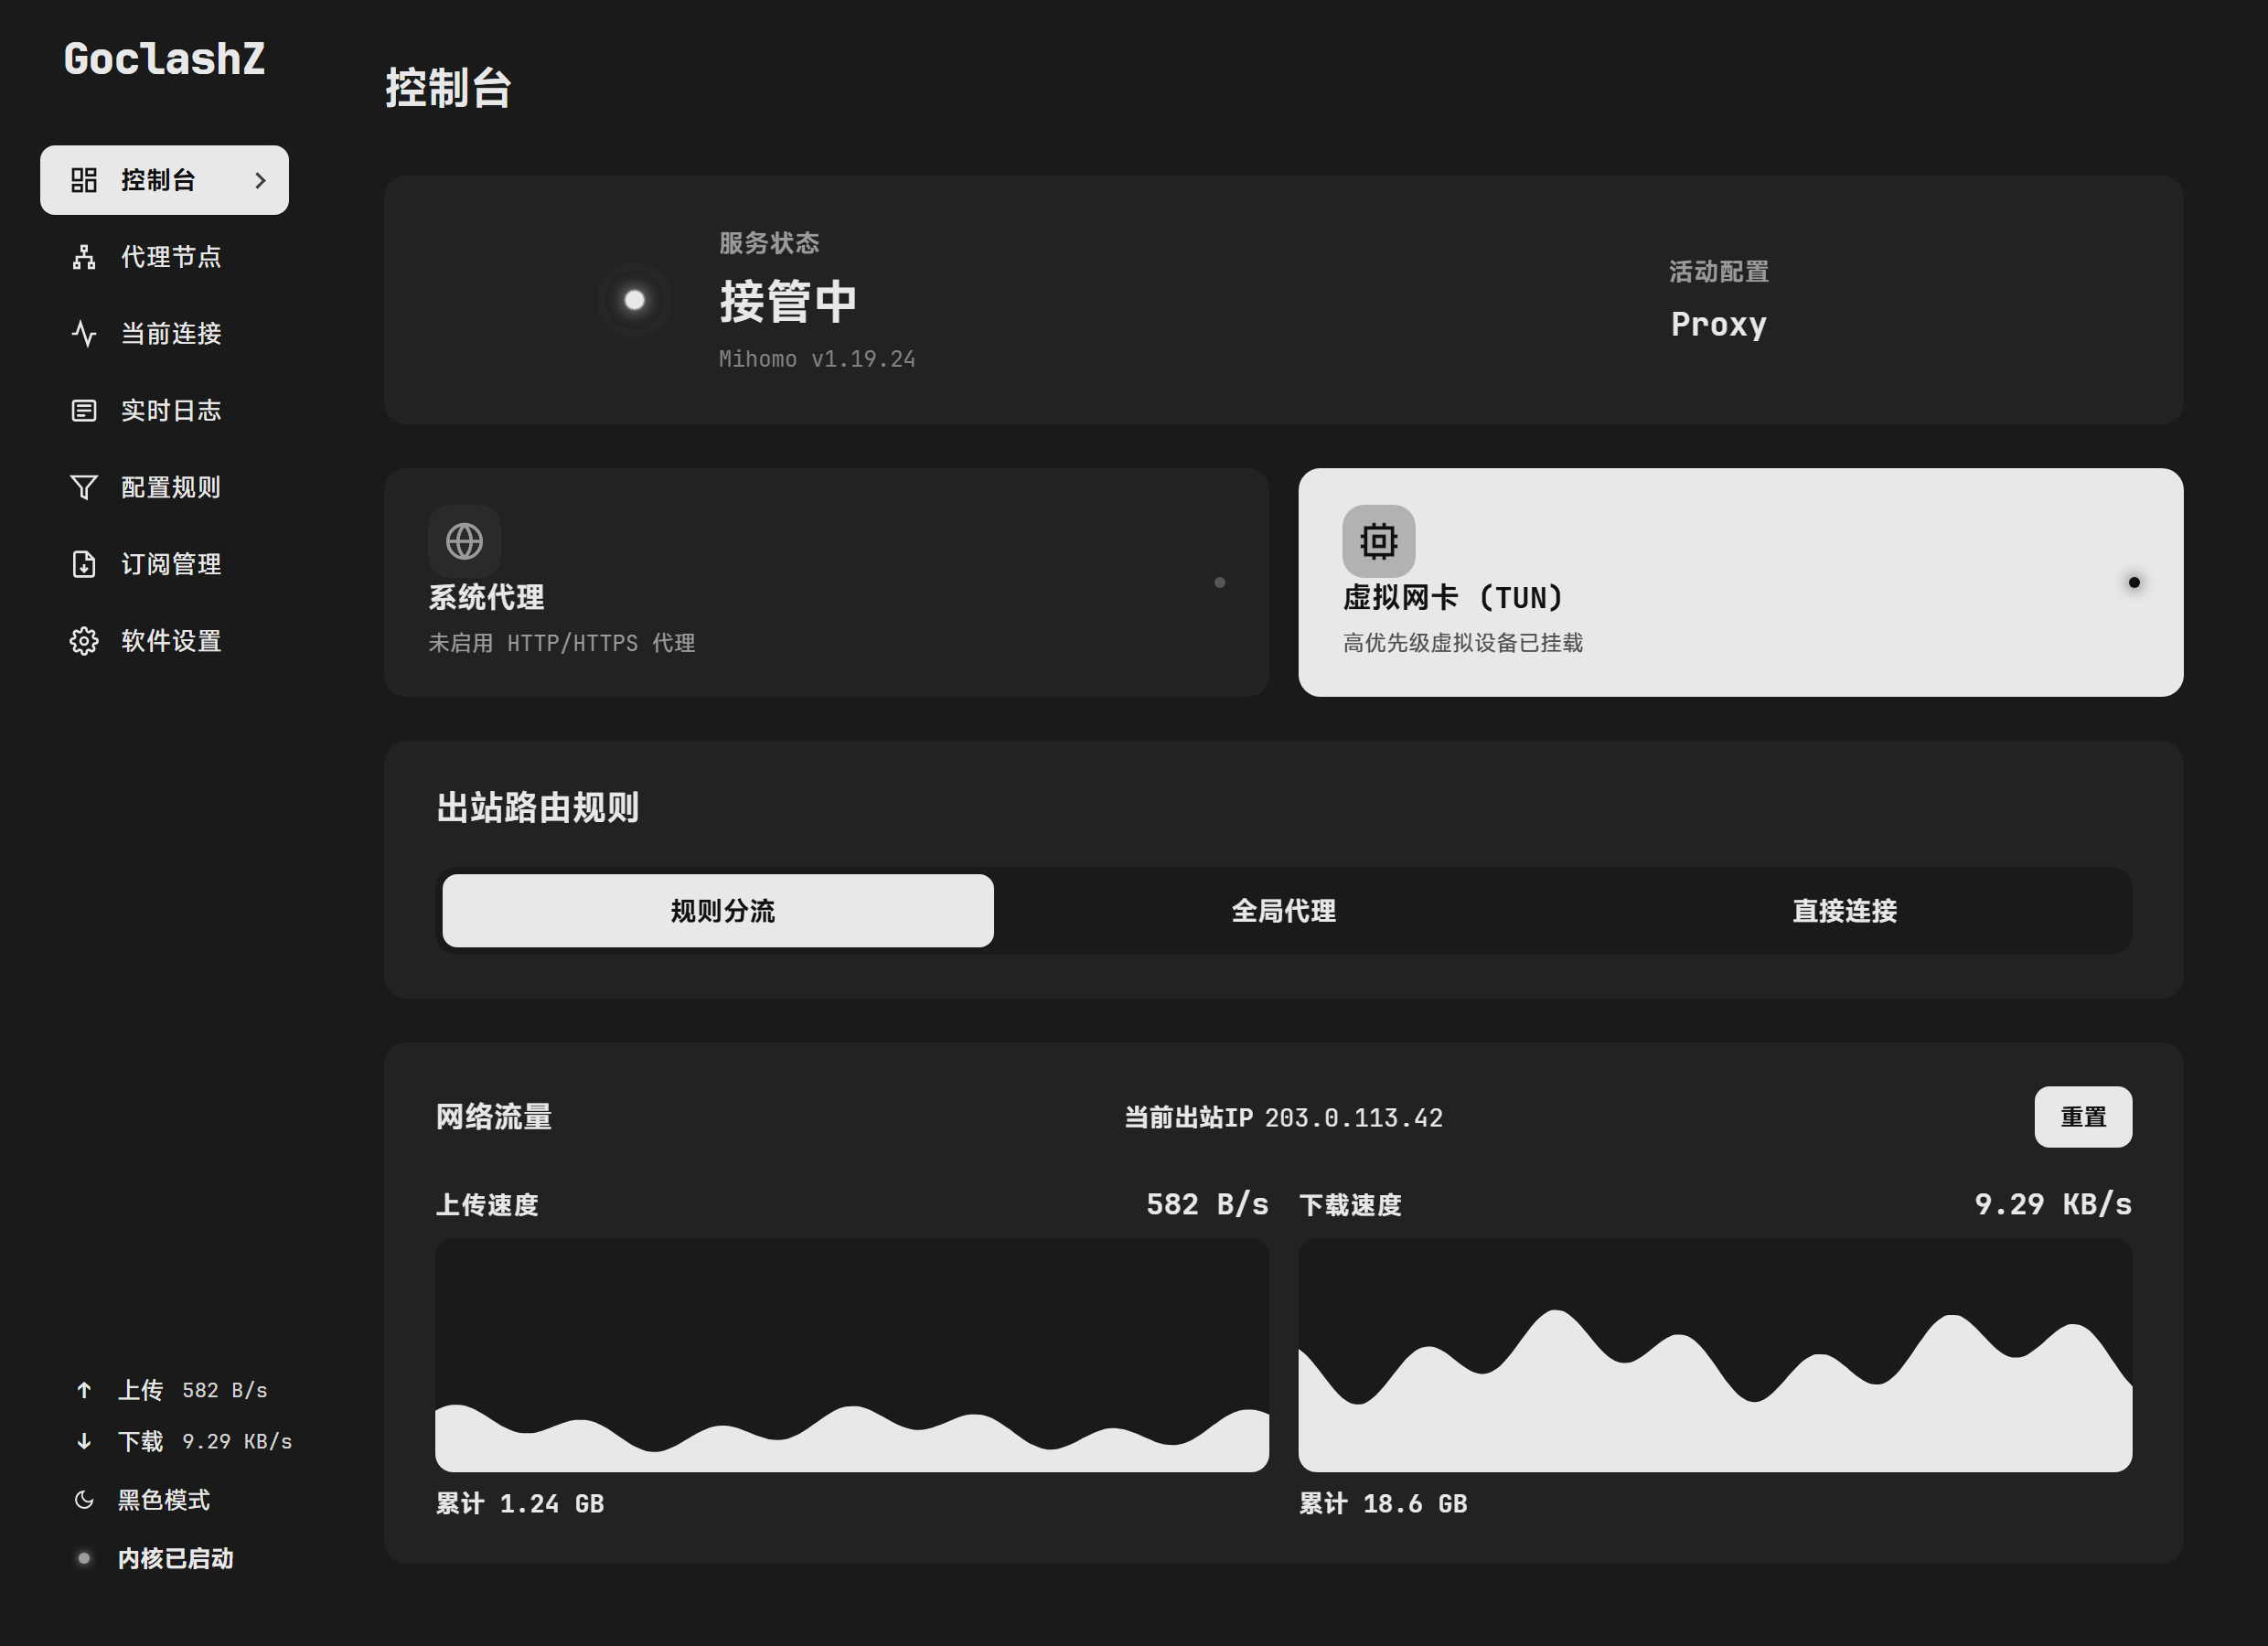 GoclashZ
控制台
代理节点
当前连接
实时日志
配置规则
订阅管理
软件设置
上传 582 B/s
下载 9.29 KB/s
黑色模式
内核已启动
控制台
服务状态
接管中
Mihomo v1.19.24
活动配置
Proxy
系统代理
未启用 HTTP/HTTPS 代理
虚拟网卡 (TUN)
高优先级虚拟设备已挂载
出站路由规则
规则分流
全局代理
直接连接
网络流量
当前出站IP 203.0.113.42
重置
上传速度 582 B/s
下载速度 9.29 KB/s
累计 1.24 GB
累计 18.6 GB